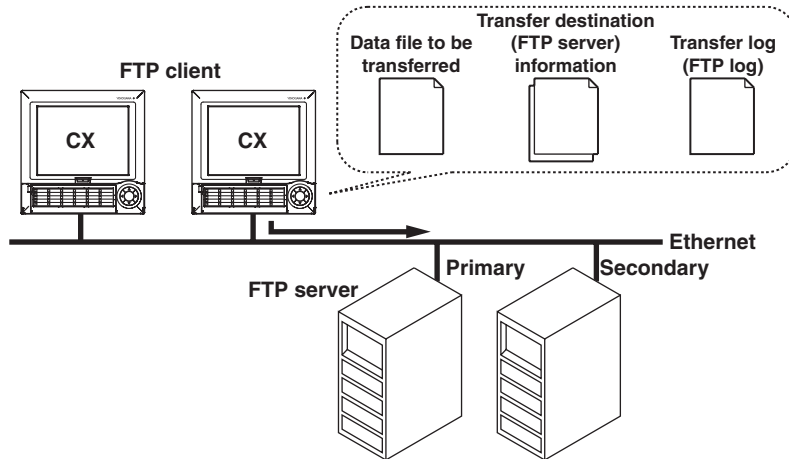 Transfer destination
Data file to be
transferred
(FTP server)
information
Transfer log
(FTP log)
FTP client
CX
CX
Ethernet
Primary
Secondary
FTP server